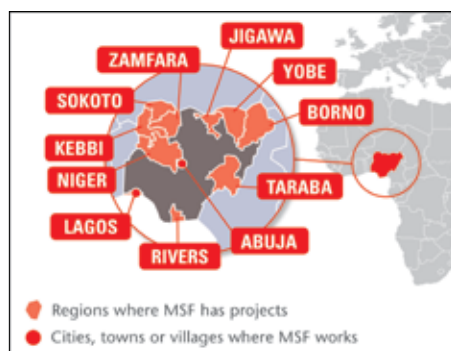 JIGAWA
ZAMFARA
YOBE
SOKOTO
BORNO
KEBBI
NIGER
TARABA
LAGOS
ABUJA
RIVERS
Regions where MSF has projects
Cities, towns or villages where MSF works